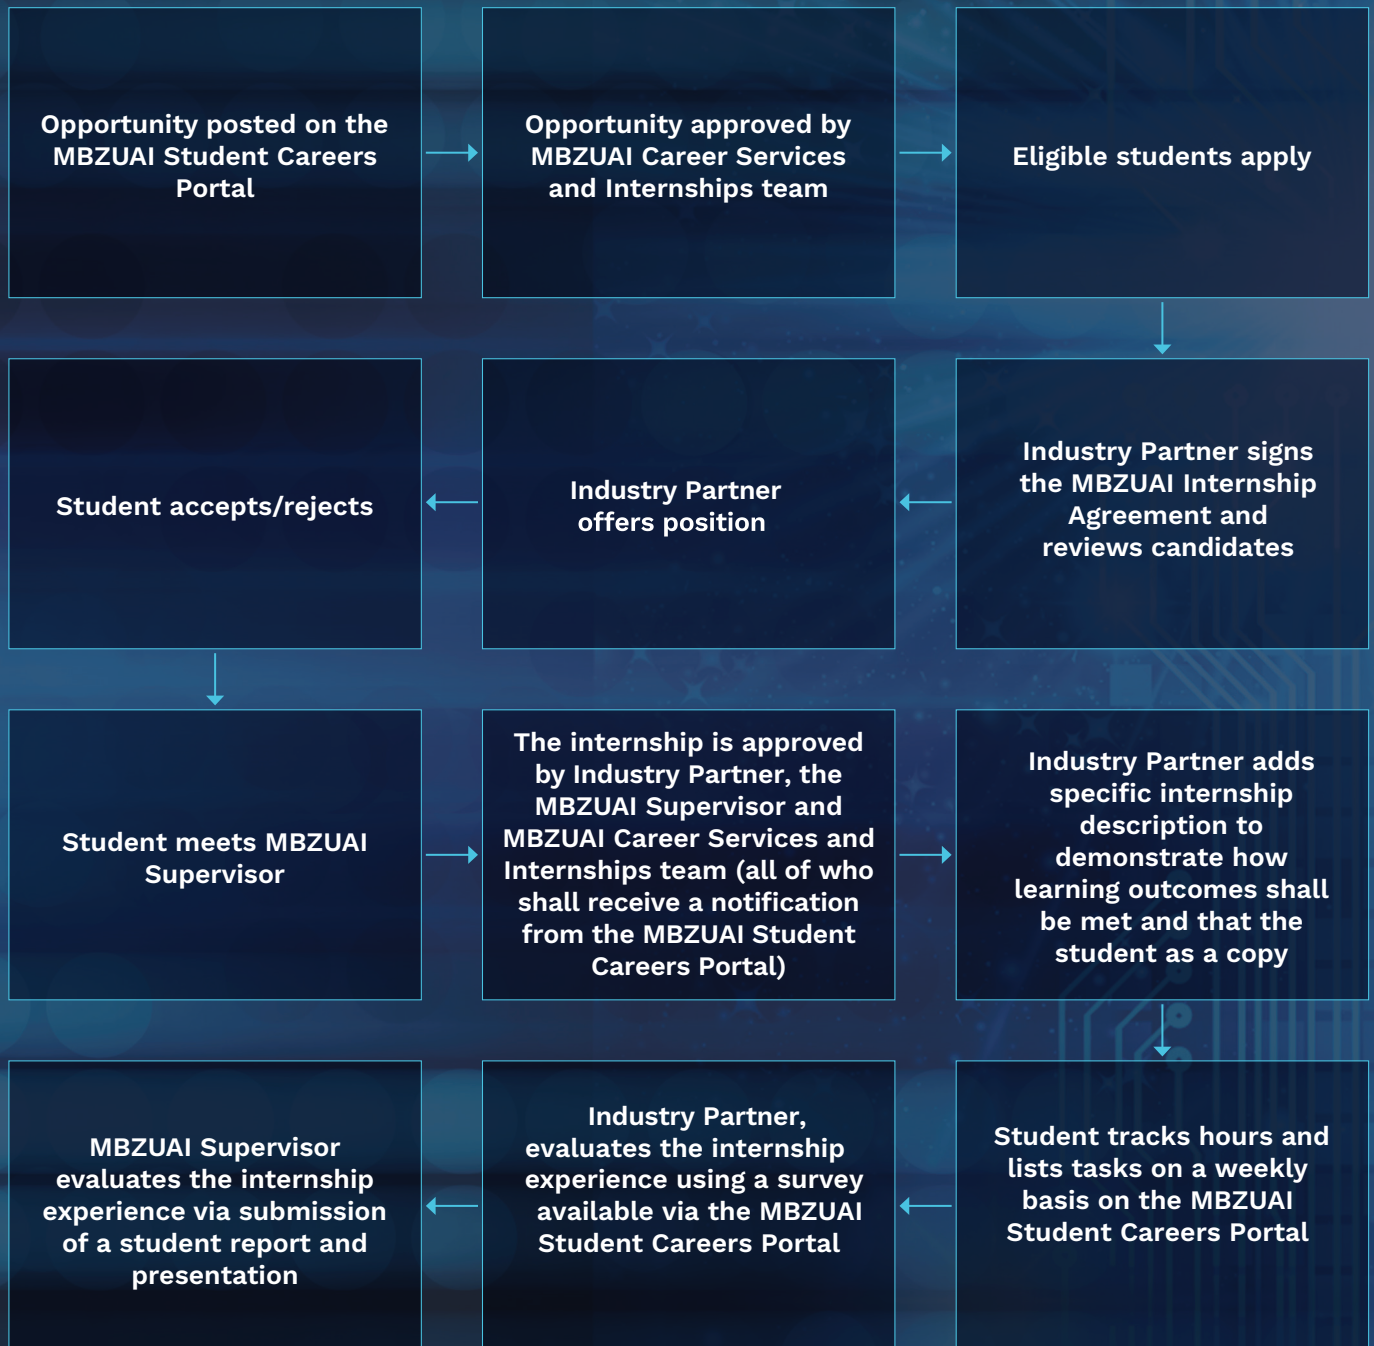 Opportunity posted on the
MBZUAI Student Careers
Portal
Opportunity approved by
MBZUAI Career Services
and Internships team
Eligible students apply
Industry Partner signs
the MBZUAI Internship
Agreement and
reviews candidates
Industry Partner
offers position
Student accepts/rejects
Student meets MBZUAI
Supervisor
The internship is approved
by Industry Partner, the
MBZUAI Supervisor and
MBZUAI Career Services and
Internships team (all of who
shall receive a notification
from the MBZUAI Student
Careers Portal)
Industry Partner adds
specific internship
description to
demonstrate how
learning outcomes shall
be met and that the
student as a copy
Student tracks hours and
lists tasks on a weekly
basis on the MBZUAI
Student Careers Portal
Industry Partner,
evaluates the internship
experience using a survey
available via the MBZUAI
Student Careers Portal
MBZUAI Supervisor
evaluates the internship
experience via submission
of a student report and
presentation